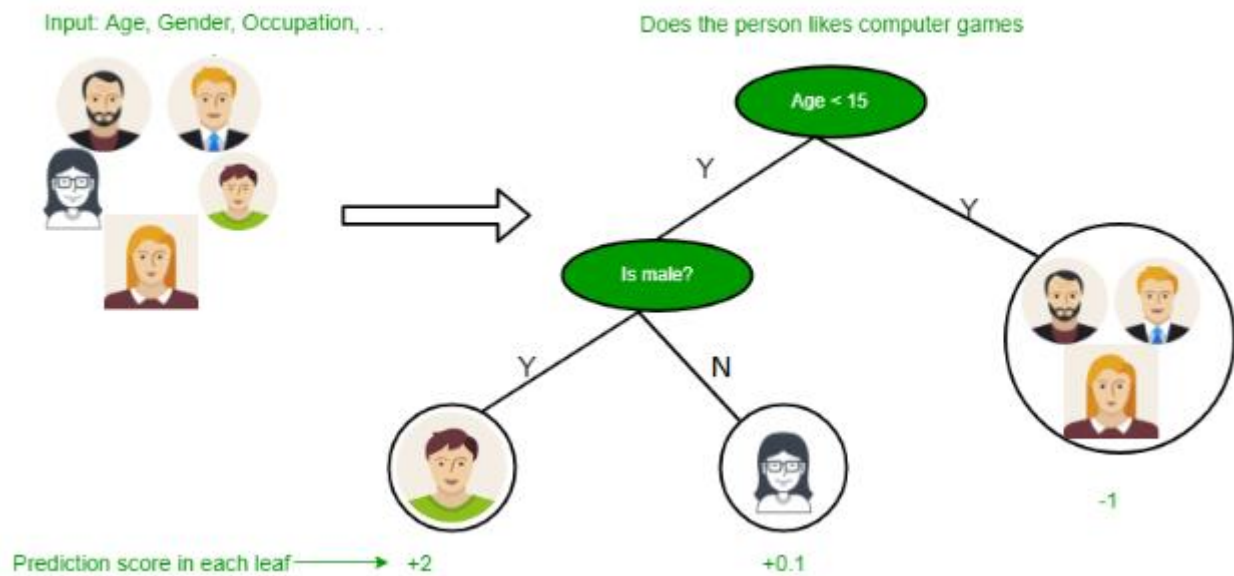 Input: Age, Gender, Occupation, . .
Does the person likes computer games
Age < 15
Y
Y
Is male?
Y
N
-1
Prediction score in each leaf
+2
+0.1